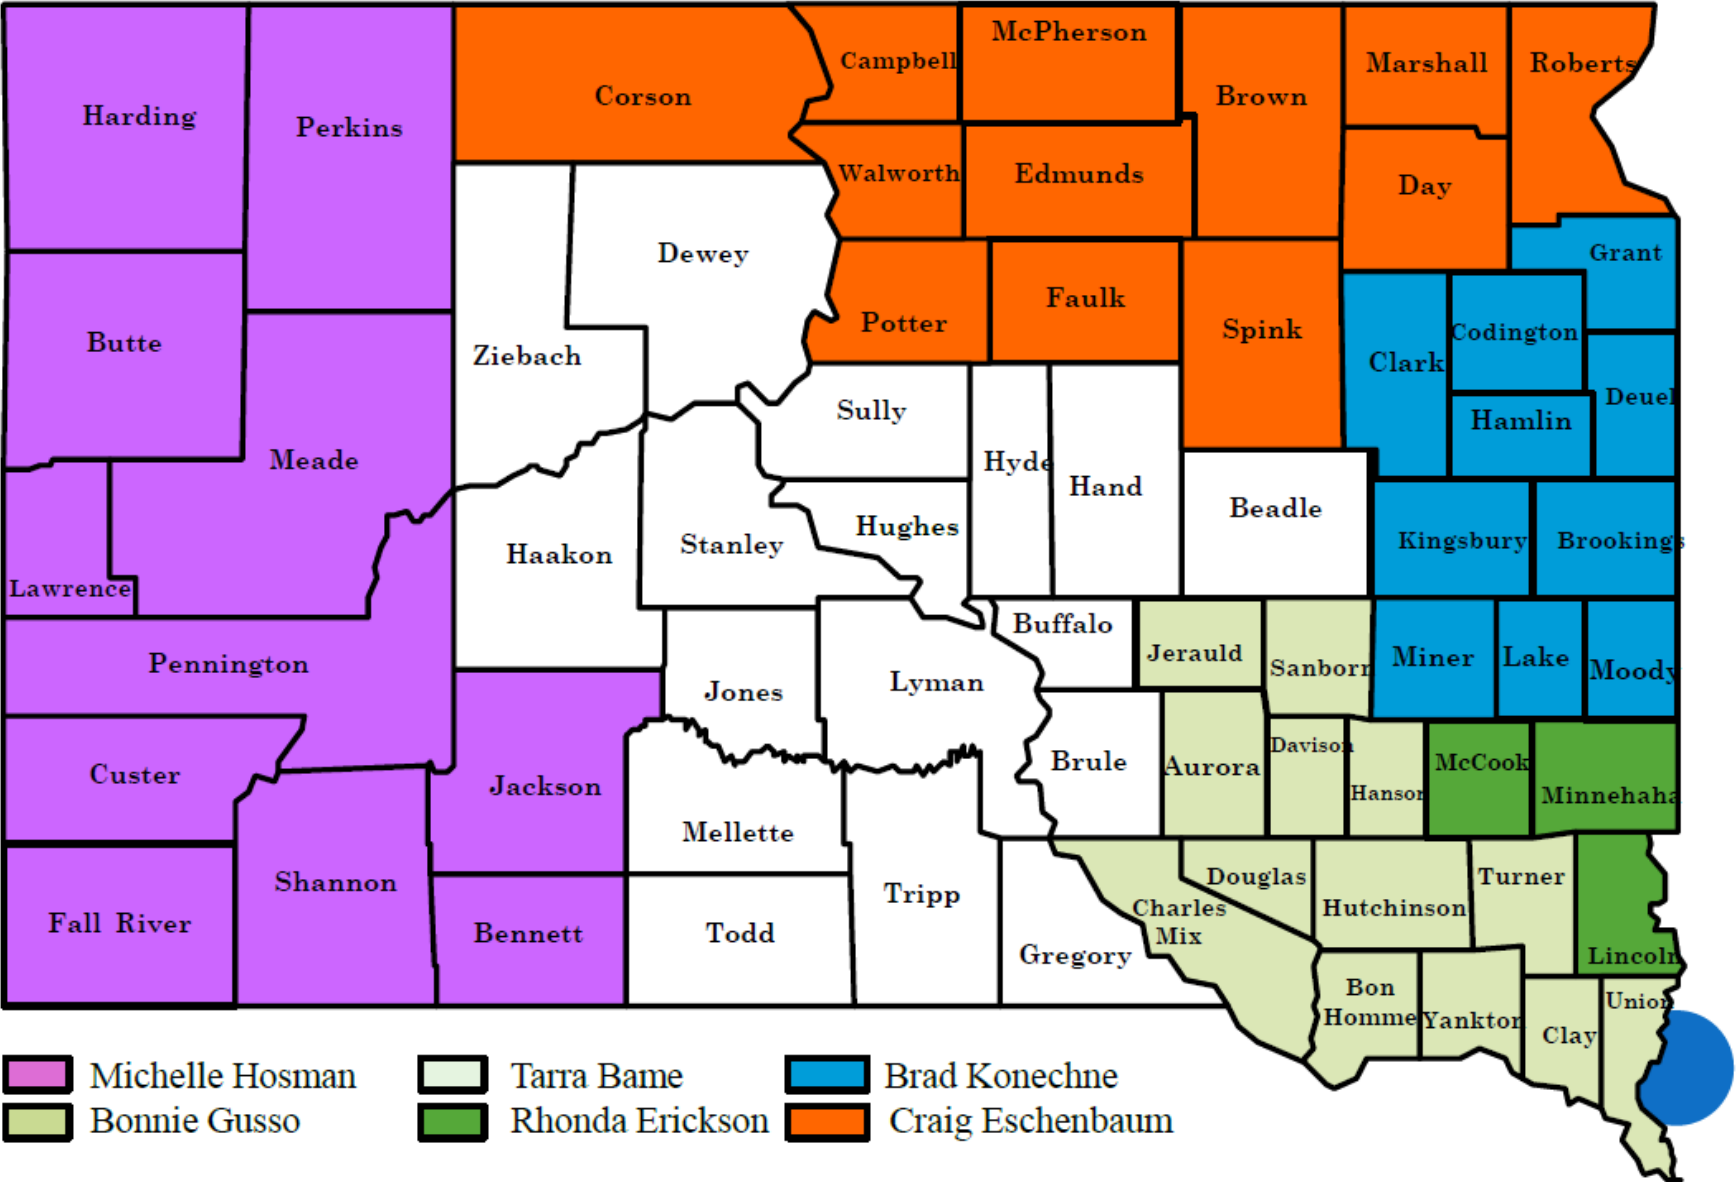 Harding
Perkins
Corson
Campbell
McPherson
Brown
Marshall
Roberts
Walworth
Edmunds
Day
Dewey
Grant
Butte
Ziebach
Potter
Faulk
Spink
Clark
Codington
Deuel
Hamlin
Meade
Sully
Hyde
Hand
Beadle
Haakon
Stanley
Hughes
Kingsbury
Brookings
Lawrence
Pennington
Jones
Lyman
Buffalo
Jerauld
Sanborn
Miner
Lake
Moody
Custer
Jackson
Brule
Aurora
Davison
Hanson
McCook
Minnehaha
Mellette
Shannon
Fall River
Bennett
Todd
Tripp
Gregory
Charles
Mix
Douglas
Hutchinson
Turner
Lincoln
Bon
Homme
Yankton
Clay
Union
Michelle Hosman
Tarra Bame
Brad Konechne
Bonnie Gusso
Rhonda Erickson
Craig Eschenbaum